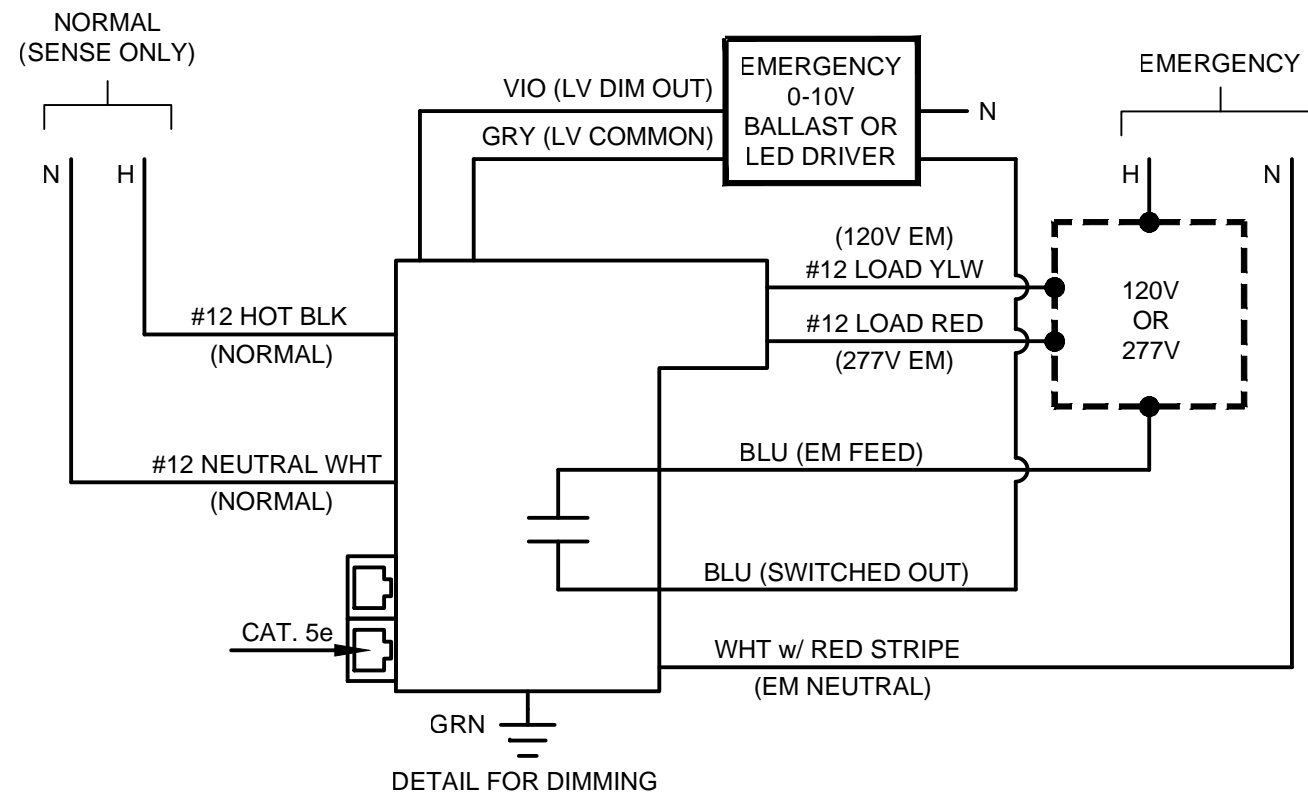 NORMAL
(SENSE ONLY)
N
H
VIO (LV DIM OUT)
GRY (LV COMMON)
EMERGENCY
0-10V
BALLAST OR
LED DRIVER
N
EMERGENCY
H
N
(120V EM)
#12 LOAD YLW
#12 LOAD RED
(277V EM)
120V
OR
277V
#12 HOT BLK
(NORMAL)
#12 NEUTRAL WHT
(NORMAL)
BLU (EM FEED)
BLU (SWITCHED OUT)
CAT. 5e
WHT w/ RED STRIPE
(EM NEUTRAL)
GRN
DETAIL FOR DIMMING